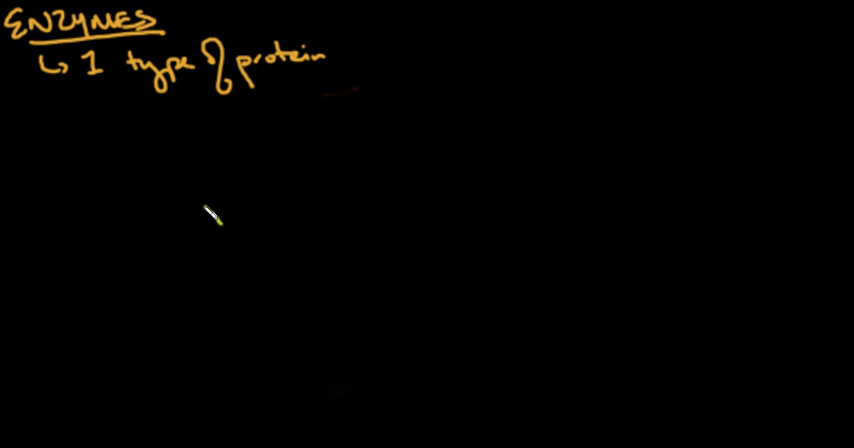 ENZYMES
↳ 1 type of protein